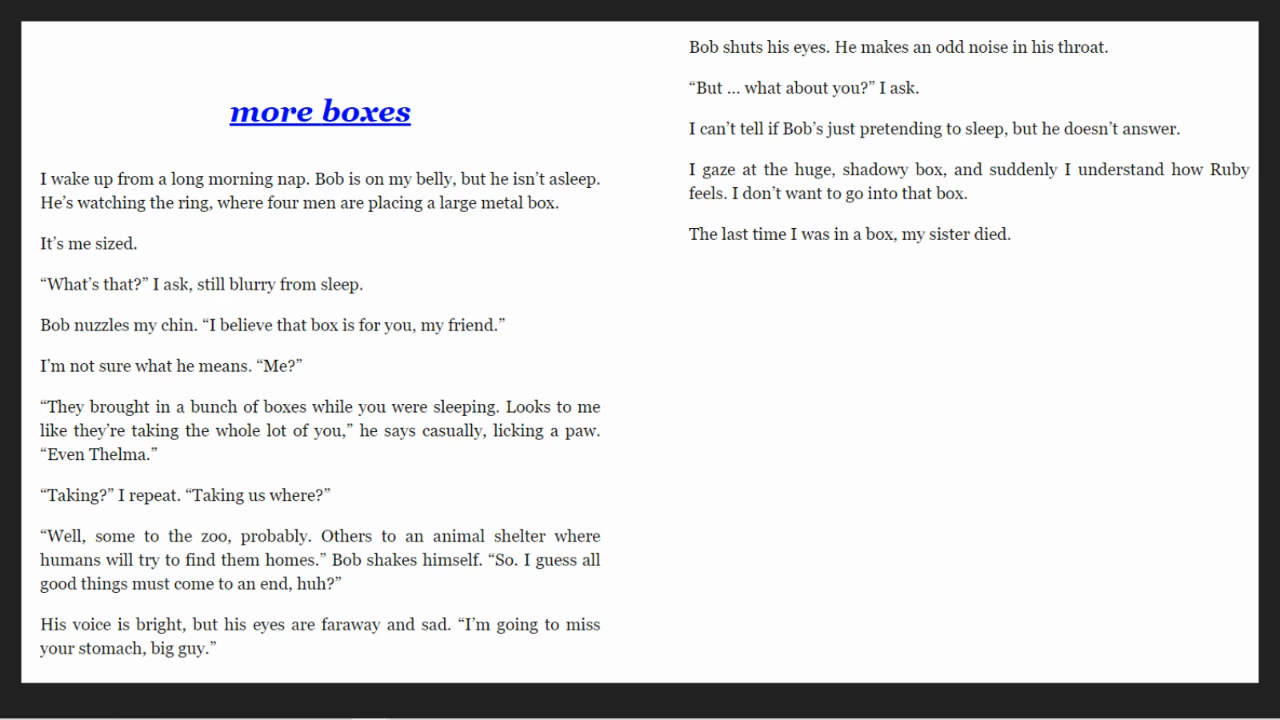 more boxes
I wake up from a long morning nap. Bob is on my belly, but he isn’t asleep.
He’s watching the ring, where four men are placing a large metal box.
It’s me sized.
“What’s that?” I ask, still blurry from sleep.
Bob nuzzles my chin. “I believe that box is for you, my friend.”
I’m not sure what he means. “Me?”
“They brought in a bunch of boxes while you were sleeping. Looks to me
like they’re taking the whole lot of you,” he says casually, licking a paw.
“Even Thelma.”
“Taking?” I repeat. “Taking us where?”
“Well, some to the zoo, probably. Others to an animal shelter where
humans will try to find them homes.” Bob shakes himself. “So. I guess all
good things must come to an end, huh?”
His voice is bright, but his eyes are faraway and sad. “I’m going to miss
your stomach, big guy.”
Bob shuts his eyes. He makes an odd noise in his throat.
“But ... what about you?” I ask.
I can’t tell if Bob’s just pretending to sleep, but he doesn’t answer.
I gaze at the huge, shadowy box, and suddenly I understand how Ruby
feels. I don’t want to go into that box.
The last time I was in a box, my sister died.